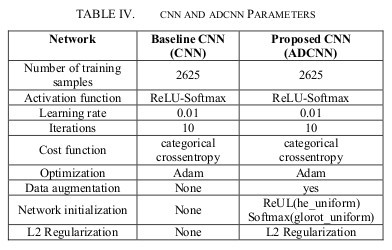 TABLE IV. CNN AND ADCNN PARAMETERS
Network Baseline CNN (CNN) Proposed CNN (ADCNN)
Number of training samples 2625 2625
Activation function ReLU-Softmax ReLU-Softmax
Learning rate 0.01 0.01
Iterations 10 10
Cost function categorical crossentropy categorical crossentropy
Optimization Adam Adam
Data augmentation None yes
Network initialization None ReUL(he_uniform) Softmax(glorot_uniform)
L2 Regularization None L2 Regularization